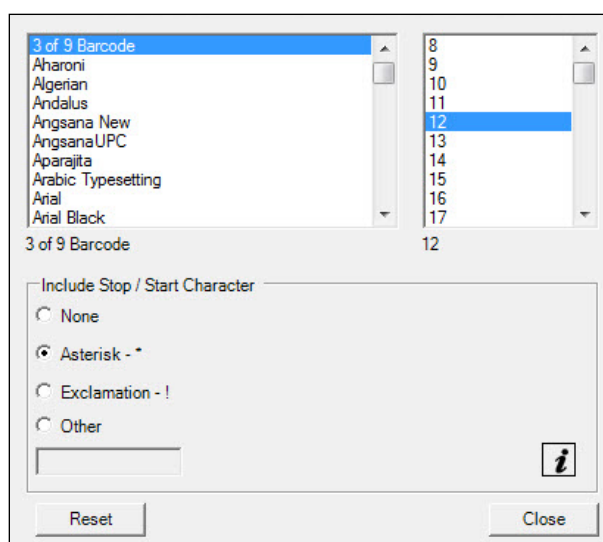 3 of 9 Barcode
Aharoni
Algerian
Andalus
Angsana New
AngsanaUPC
Aparajita
Arabic Typesetting
Arial
Arial Black
3 of 9 Barcode
8
9
10
11
12
13
14
15
16
17
12
Include Stop / Start Character
None
Asterisk - *
Exclamation - !
Other
i
Reset
Close